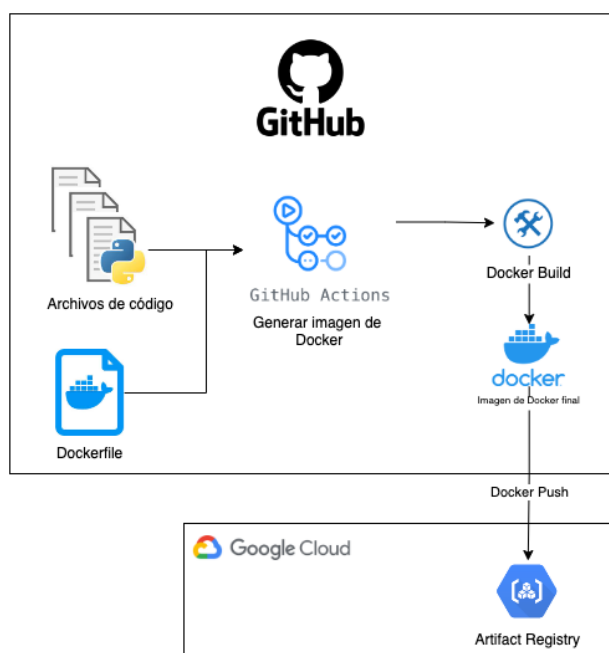 GitHub
Archivos de código
GitHub Actions
Generar imagen de
Docker
Docker Build
docker
Imagen de Docker final
Dockerfile
Docker Push
Google Cloud
Artifact Registry